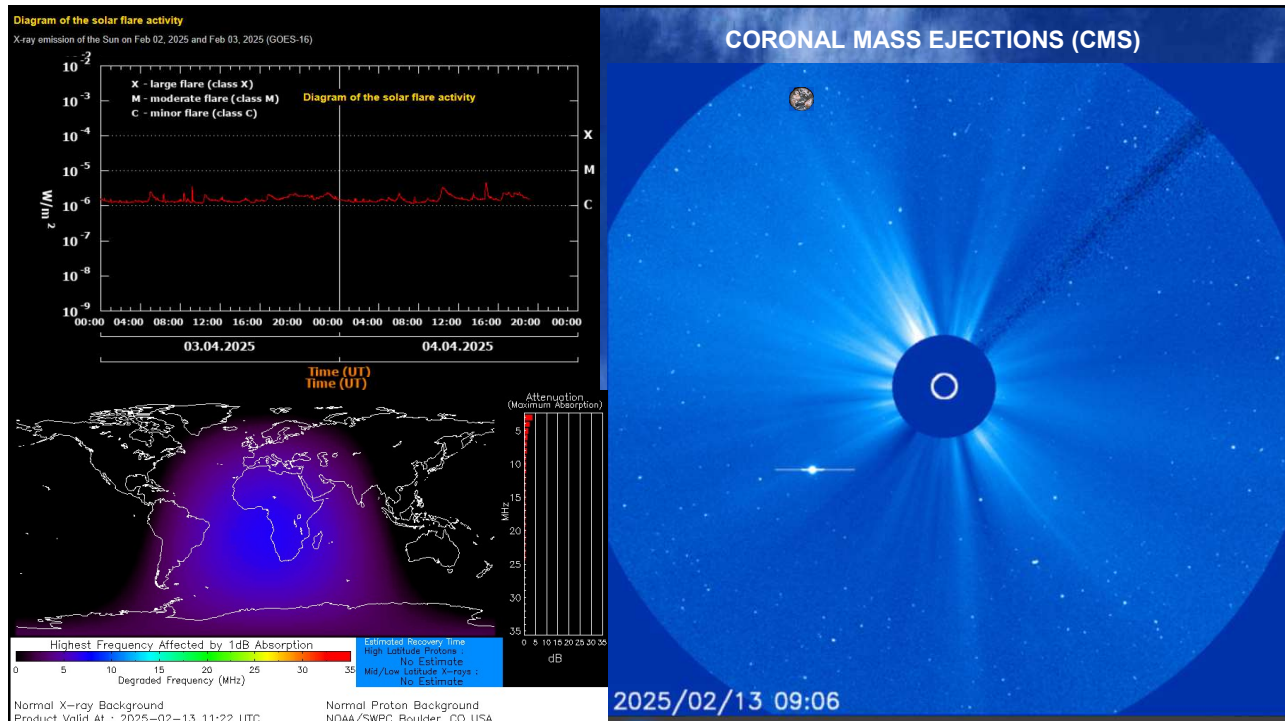 Diagram of the solar flare activity
X-ray emission of the Sun on Feb 02, 2025 and Feb 03, 2025 (GOES-16)
10 -2
X - large flare (class X)
M - moderate flare (class M)
Diagram of the solar flare activity
C - minor flare (class C)
10 -3
10 -4
X
10 -5
M
W/m 2
10 -6
C
10 -7
10 -8
10 -9
00:00 04:00 08:00 12:00 16:00 20:00 00:00 04:00 08:00 12:00 16:00 20:00 00:00
03.04.2025 04.04.2025
Time (UT)
Time (UT)
Attenuation
(Maximum Absorption)
5
10
15
MHz
20
25
30
35
0 5 10 15 20 25 30 35
dB
Highest Frequency Affected by 1dB Absorption
0 5 10 15 20 25 30 35
Degraded Frequency (MHz)
Estimated Recovery Time
High Latitude Protons :
No Estimate
Mid/Low Latitude X-rays :
No Estimate
Normal X-ray Background
Normal Proton Background
Product Valid At : 2025-02-13 11:22 UTC
NOAA/SWPC Boulder, CO USA
CORONAL MASS EJECTIONS (CMS)
2025/02/13 09:06